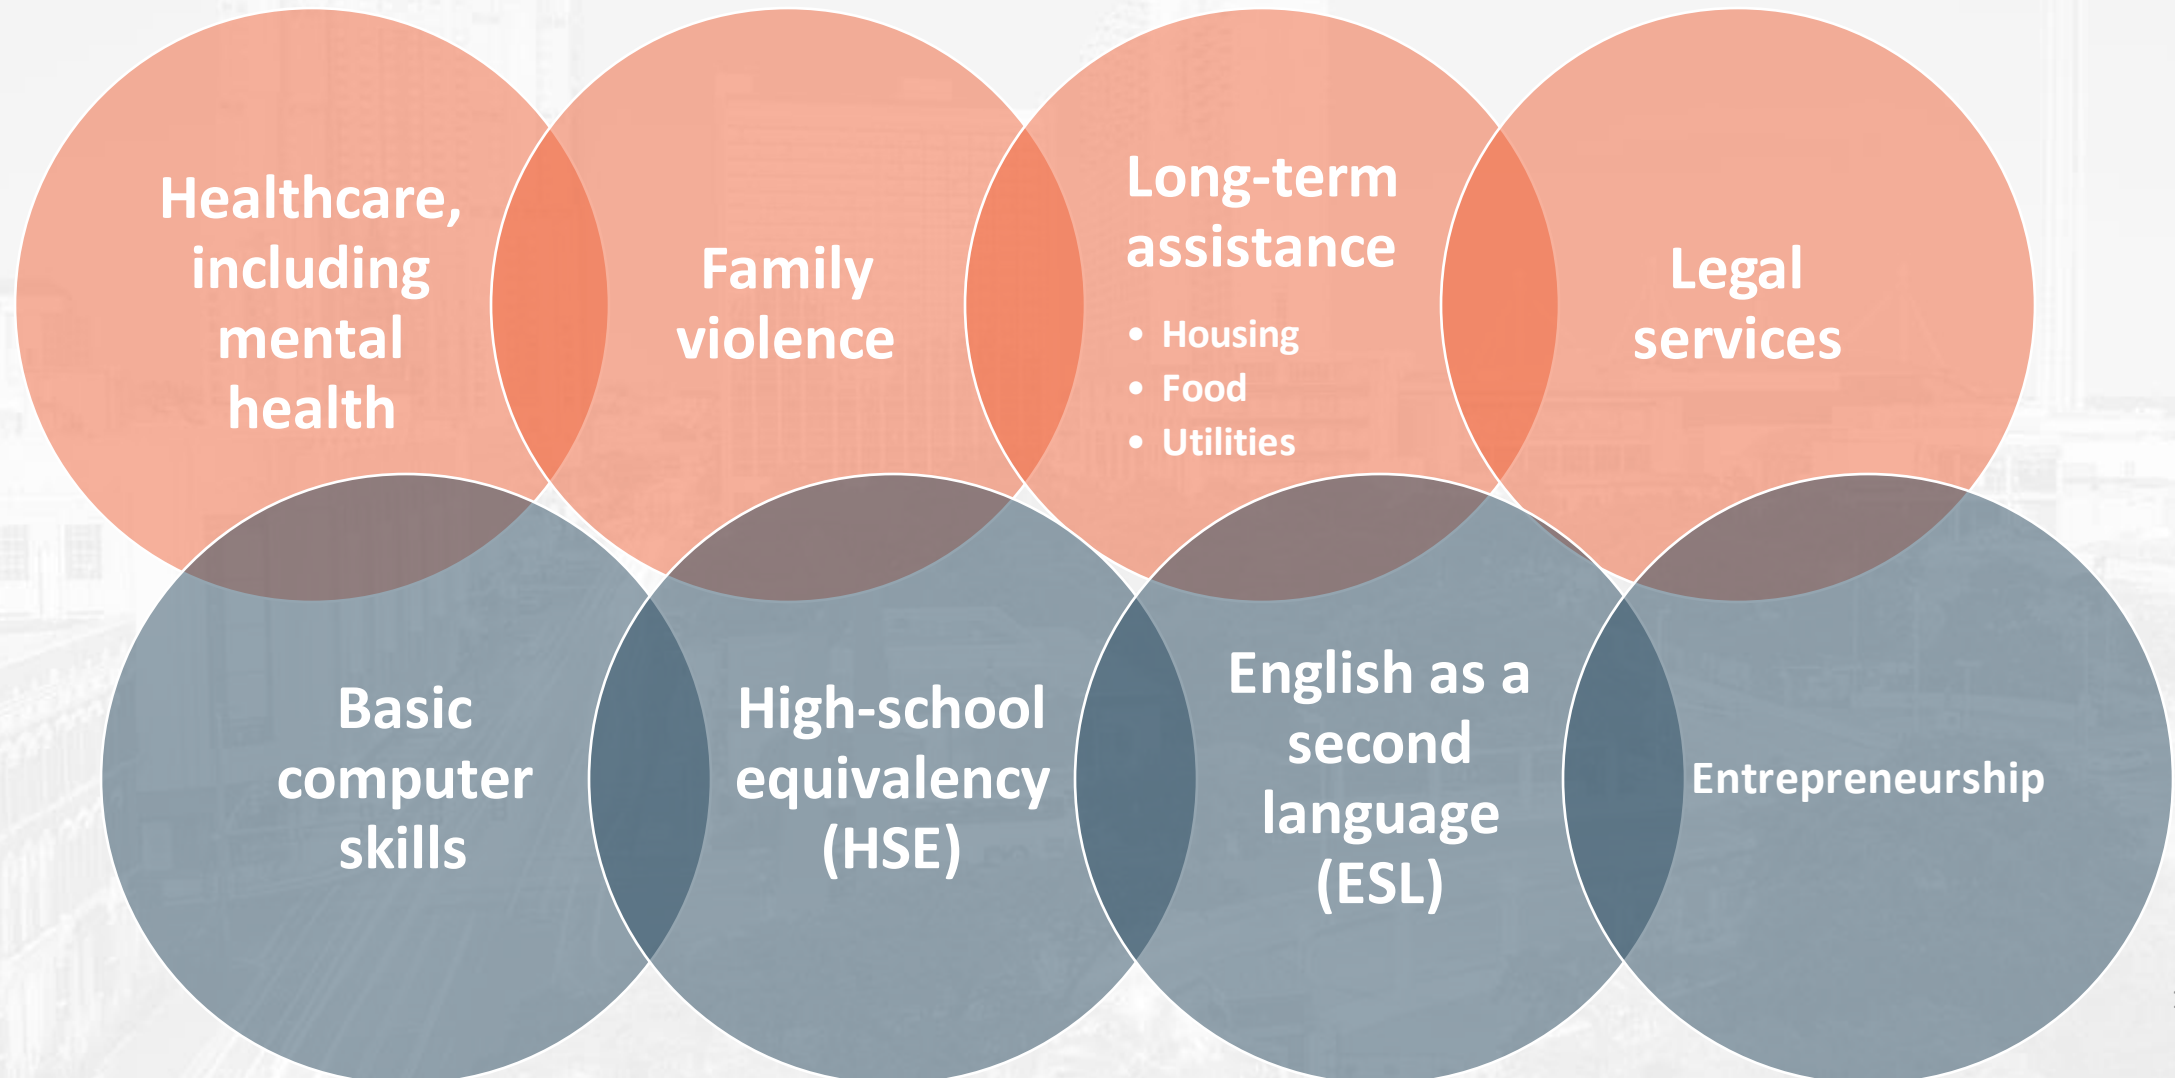 Healthcare,
including
mental
health
Family
violence
Long-term
assistance
• Housing
• Food
• Utilities
Legal
services
Basic
computer
skills
High-school
equivalency
(HSE)
English as a
second
language
(ESL)
Entrepreneurship